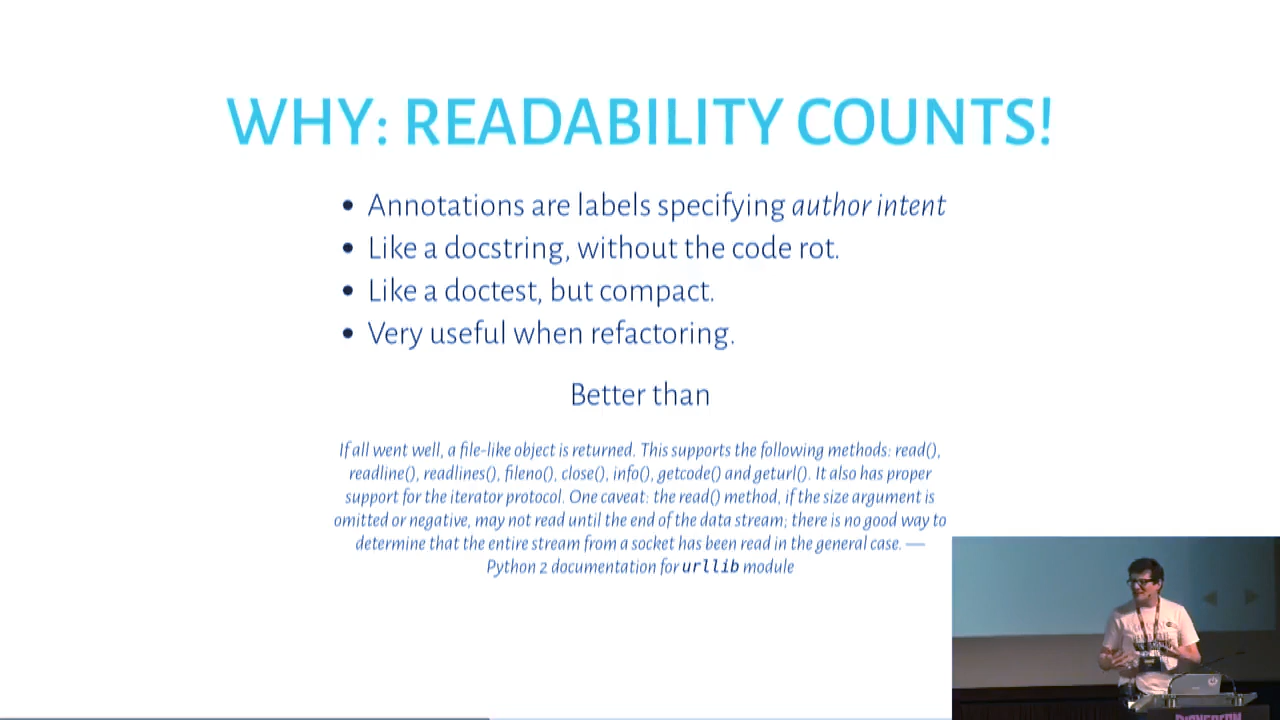 WHY: READABILITY COUNTS!
• Annotations are labels specifying author intent
• Like a docstring, without the code rot.
• Like a doctest, but compact.
• Very useful when refactoring.
Better than
If all went well, a file-like object is returned. This supports the following methods: read(),
readline(), readlines(), fileno(), close(), info(), getcode() and geturl(). It also has proper
support for the iterator protocol. One caveat: the read() method, if the size argument is
omitted or negative, may not read until the end of the data stream; there is no good way to
determine that the entire stream from a socket has been read in the general case. —
Python 2 documentation for urllib module